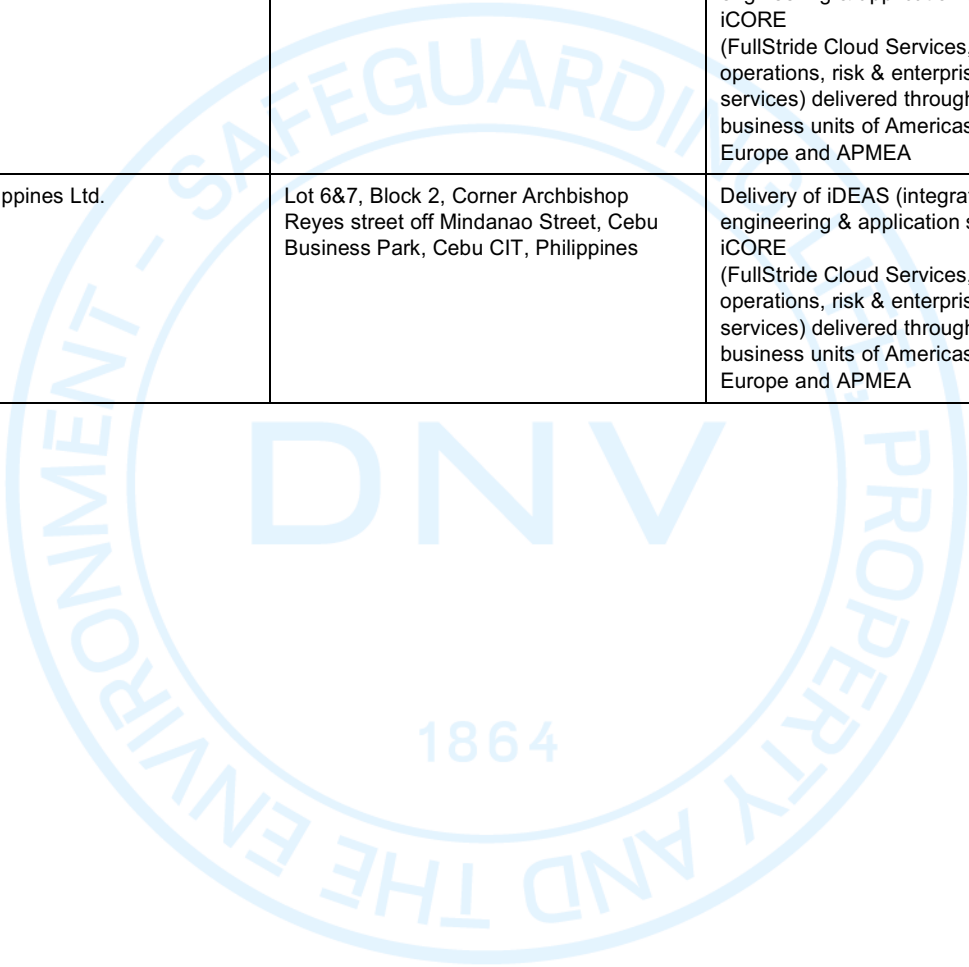 iCORE
(FullStride Cloud Services,
operations, risk & enterpris
services) delivered through
business units of Americas
Europe and APMEA
ppines Ltd.
Lot 6&7, Block 2, Corner Archbishop
Reyes street off Mindanao Street, Cebu
Business Park, Cebu CIT, Philippines
Delivery of iDEAS (integrat
engineering & application s
iCORE
(FullStride Cloud Services,
operations, risk & enterpris
services) delivered through
business units of Americas
Europe and APMEA
SAFEGUARDING LIFE, PROPERTY AND THE ENVIRONMENT -
DNV
1864